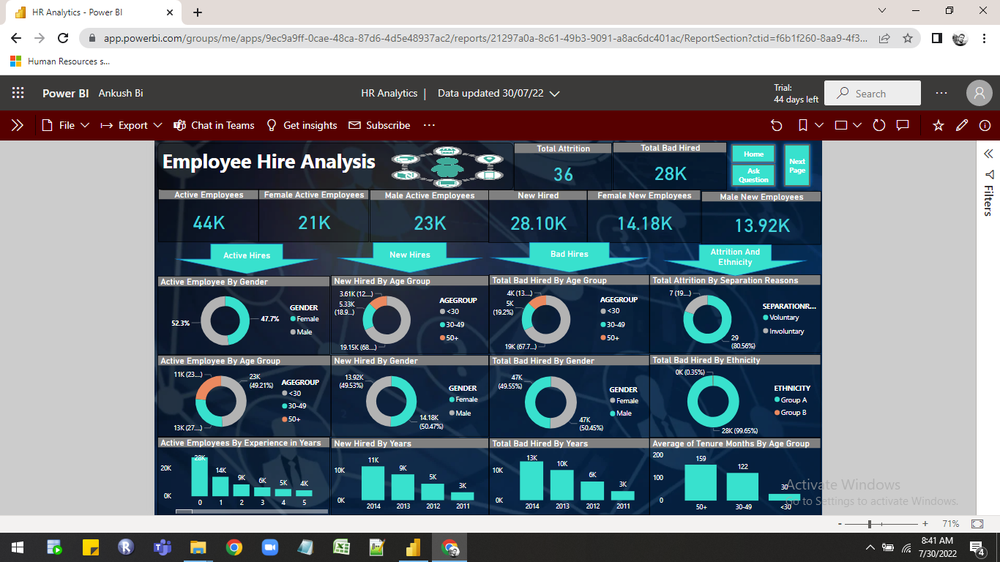 HR Analytics - Power BI
app.powerbi.com/groups/me/apps/9ec9a9ff-0cae-48ca-87d6-4d5e48937ac2/reports/21297a0a-8c61-49b3-9091-a8ac6dc401ac/ReportSection?ctid=f6b1f260-8aa9-4f3...
Human Resources s...
Power BI Ankush Bi HR Analytics | Data updated 30/07/22 Trial: 44 days left Search
File Export Chat in Teams Get insights Subscribe
Employee Hire Analysis
Total Attrition
36
Total Bad Hired
28K
Home
Ask Question
Next Page
Filters
Active Employees
44K
Female Active Employees
21K
Male Active Employees
23K
New Hired
28.10K
Female New Employees
14.18K
Male New Employees
13.92K
Active Hires
New Hires
Bad Hires
Attrition And
Ethnicity
Active Employee By Gender
52.3%
47.7%
GENDER
Female
Male
New Hired By Age Group
3.61K (12....)
5.33K
(18.9...)
19.15K (68....)
AGEGROUP
<30
30-49
50+
Total Bad Hired By Age Group
4K (13....)
5K
(19.2%)
19K (67.7...)
AGEGROUP
<30
30-49
50+
Total Attrition By Separation Reasons
7 (19....)
29
(80.56%)
SEPARATIONR...
Voluntary
Involuntary
Active Employee By Age Group
11K (23....)
23K
(49.21%)
13K (27....)
AGEGROUP
<30
30-49
50+
New Hired By Gender
13.92K
(49.53%)
14.18K
(50.47%)
GENDER
Female
Male
Total Bad Hired By Gender
47K
(49.55%)
47K
(50.45%)
GENDER
Female
Male
Total Bad Hired By Ethnicity
0K (0.35%)
28K (99.65%)
ETHNICITY
Group A
Group B
Active Employees By Experience in Years
20K
0K
28K
14K
9K
6K
5K
4K
0 1 2 3 4 5
New Hired By Years
10K
0K
11K
9K
5K
3K
2014 2013 2012 2011
Total Bad Hired By Years
10K
0K
13K
10K
6K
3K
2014 2013 2012 2011
Average of Tenure Months By Age Group
200
100
0
159
122
30
50+ 30-49 <30
Activate Windows
Go to Settings to activate Windows.
- + 71%
8:41 AM
7/30/2022
4